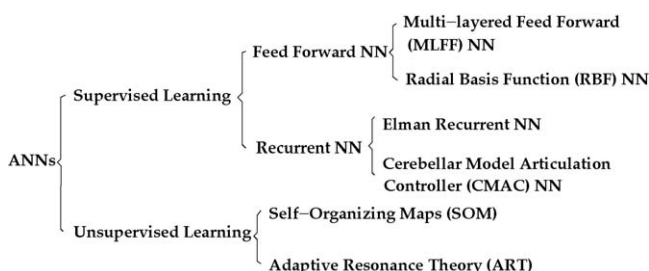 Multi−layered Feed Forward
(MLFF) NN
Feed Forward NN
Radial Basis Function (RBF) NN
Supervised Learning
Elman Recurrent NN
Recurrent NN
Cerebellar Model Articulation
Controller (CMAC) NN
ANNs
Self−Organizing Maps (SOM)
Unsupervised Learning
Adaptive Resonance Theory (ART)